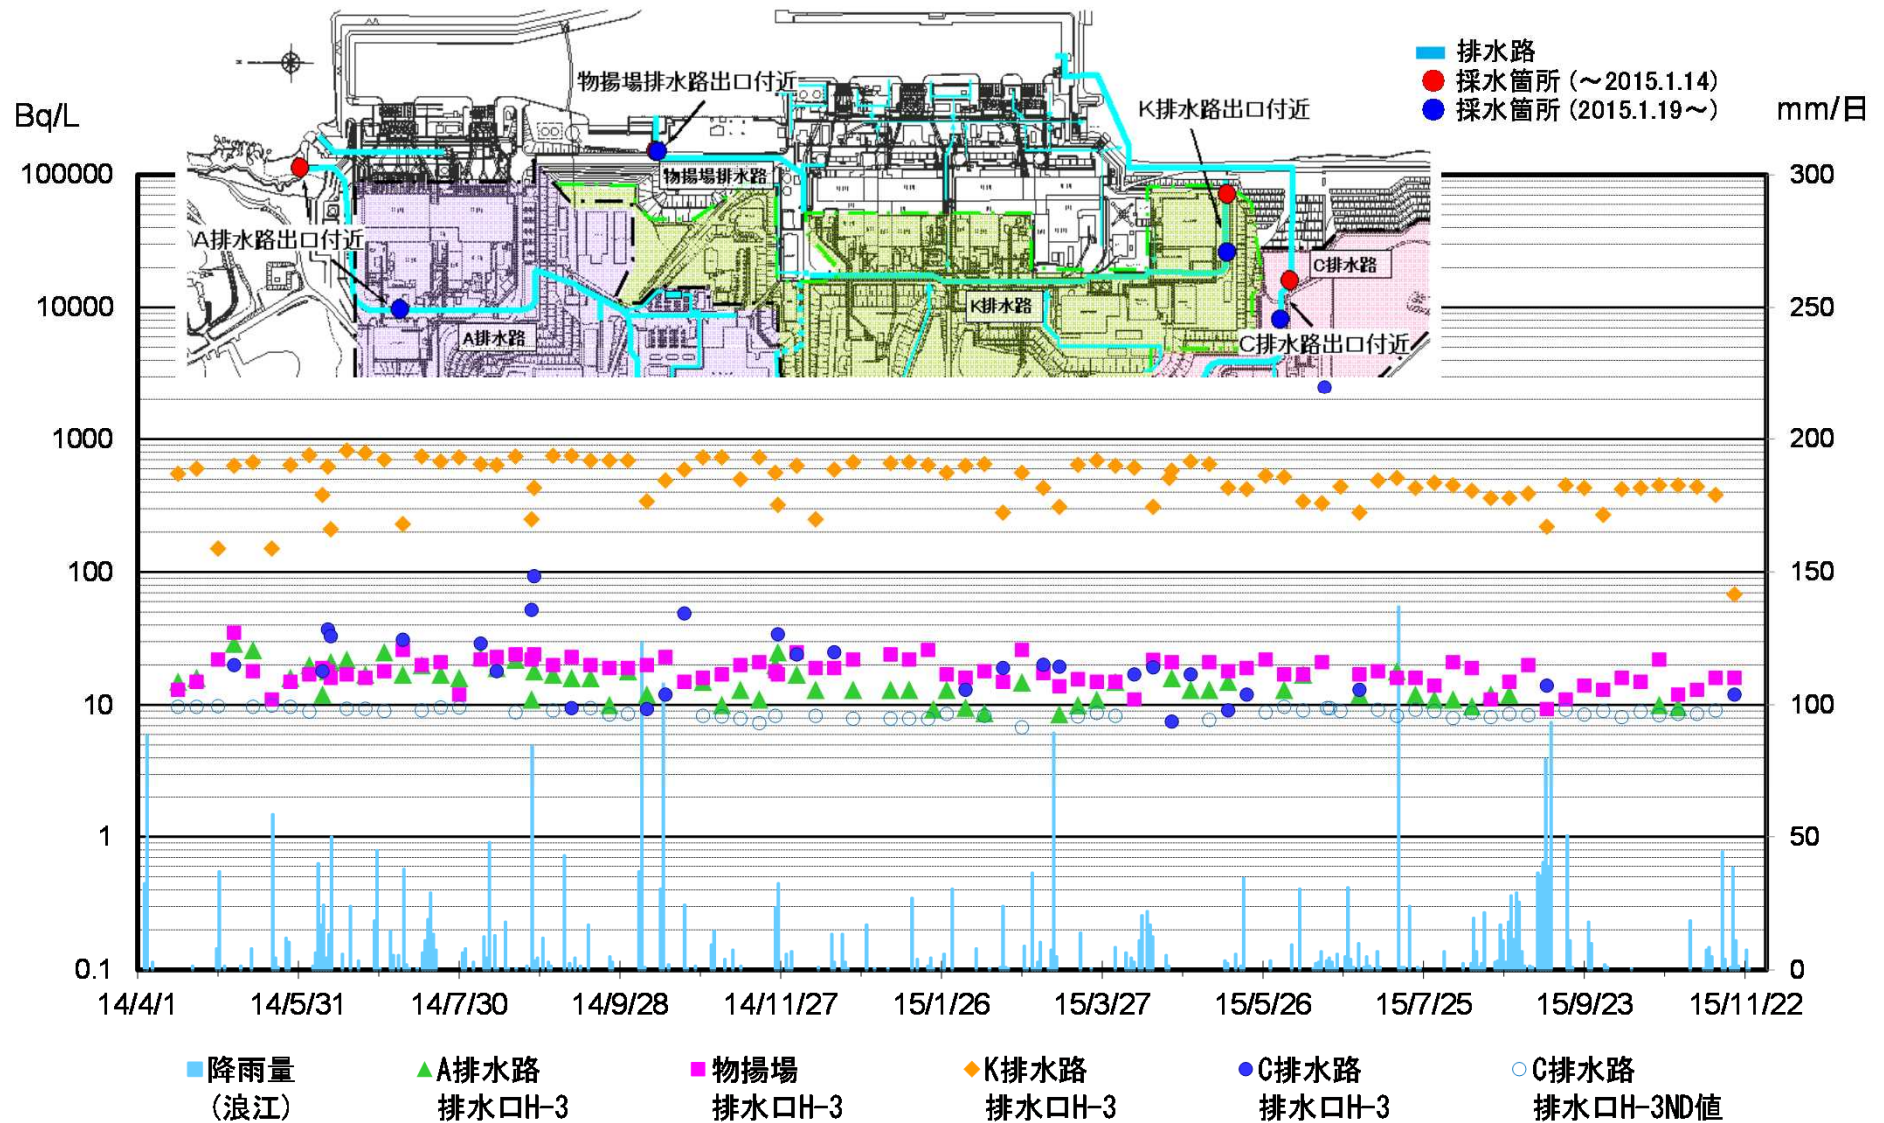 排水路
採水箇所(～2015.1.14)
採水箇所(2015.1.19～)
Bq/L
mm/日
物揚場排水路出口付近
K排水路出口付近
物揚場排水路
A排水路出口付近
C排水路
K排水路
A排水路
C排水路出口付近
100000
10000
1000
100
10
1
0.1
300
250
200
150
100
50
0
14/4/1
14/5/31
14/7/30
14/9/28
14/11/27
15/1/26
15/3/27
15/5/26
15/7/25
15/9/23
15/11/22
降雨量
(浪江)
A排水路
排水口H-3
物揚場
排水口H-3
K排水路
排水口H-3
C排水路
排水口H-3
C排水路
排水口H-3ND値